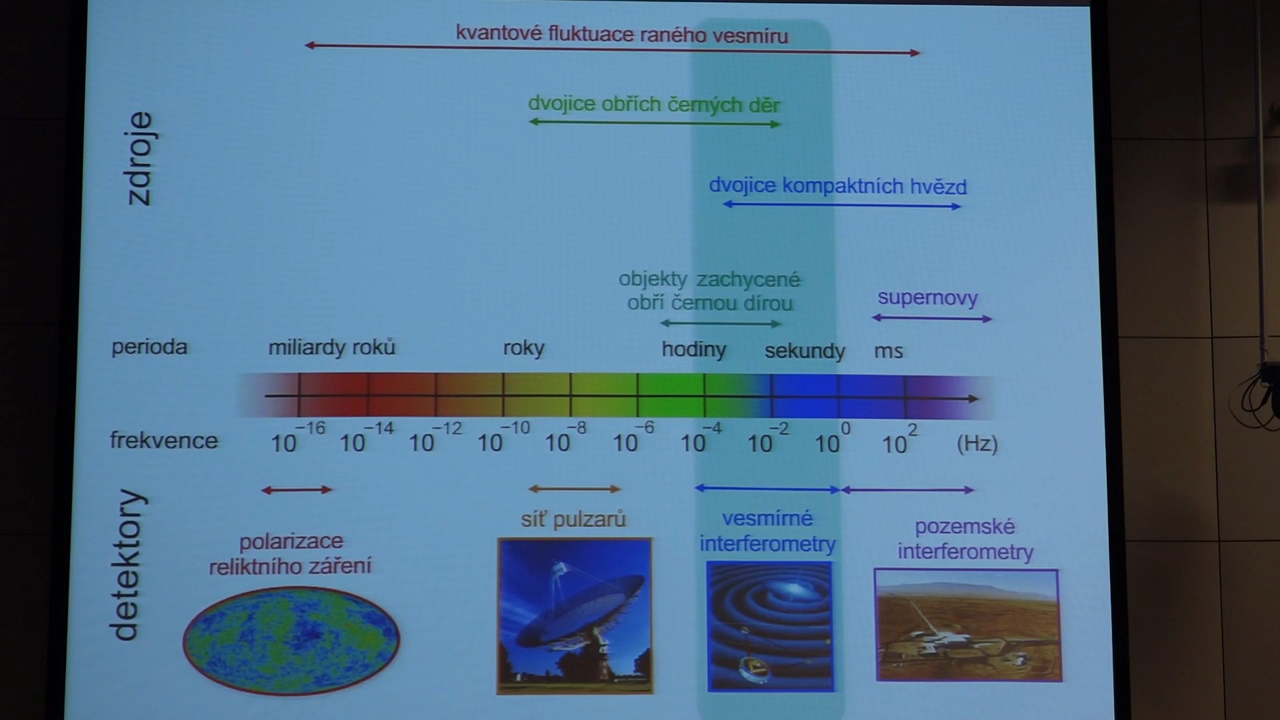 kvantové fluktuace raného vesmíru
dvojice obřích černých děr
zdroje
dvojice kompaktních hvězd
objekty zachycené
obří černou dírou
supernovy
perioda miliardy roků roky hodiny sekundy ms
frekvence 10⁻¹⁶ 10⁻¹⁴ 10⁻¹² 10⁻¹⁰ 10⁻⁸ 10⁻⁶ 10⁻⁴ 10⁻² 10⁰ 10² (Hz)
detektory
polarizace
reliktního záření
síť pulzarů
vesmírné
interferometry
pozemské
interferometry